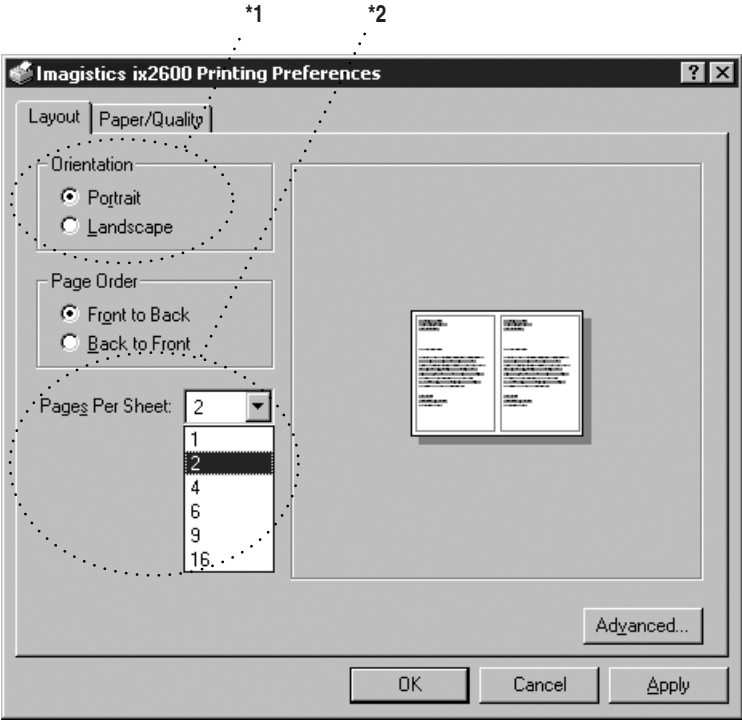 *1 *2
Imagistics ix2600 Printing Preferences
Layout Paper/Quality
Orientation
Portrait
Landscape
Page Order
Front to Back
Back to Front
Pages Per Sheet: 2
1
2
4
6
9
16
Advanced...
OK Cancel Apply